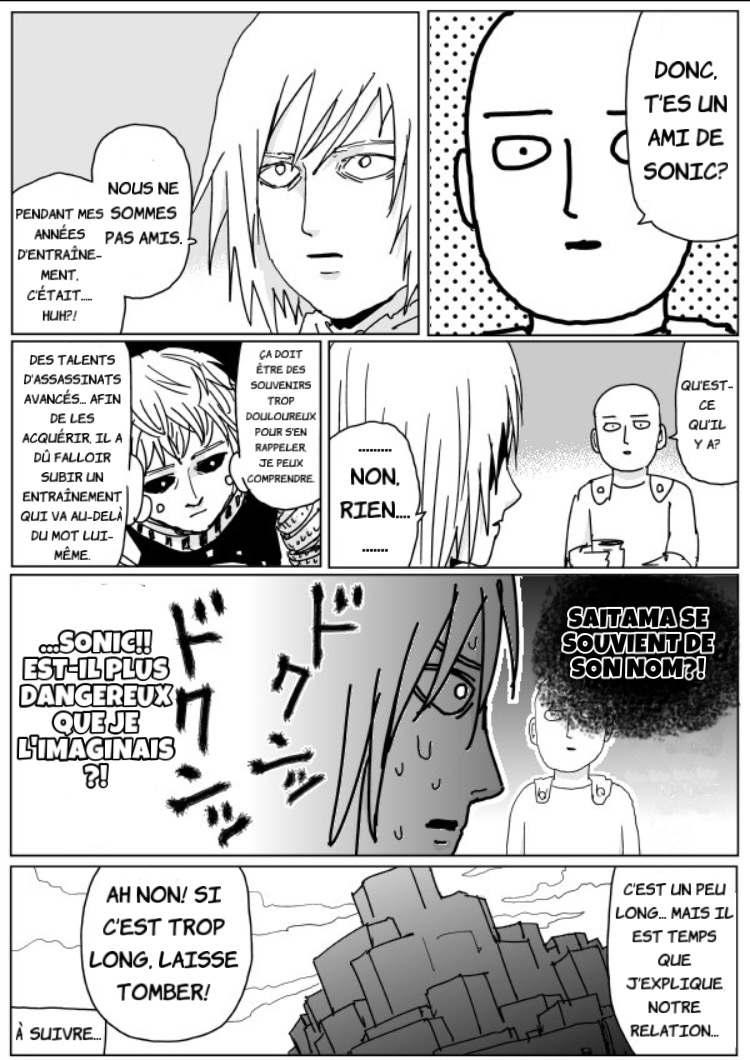 DONC,
T'ES UN
AMI DE
SONIC?
NOUS NE
SOMMES
PAS AMIS.
PENDANT MES
ANNÉES
D'ENTRAÎNE-
MENT,
C'ÉTAIT.....
HUH?!
QU'EST-
CE
QU'IL
Y A?
.........
NON,
RIEN....
.......
ÇA DOIT
ÊTRE DES
SOUVENIRS
TROP
DOULOUREUX
POUR S'EN
RAPPELER.
JE PEUX
COMPRENDRE.
DES TALENTS
D'ASSASSINATS
AVANCÉS... AFIN
DE LES
ACQUÉRIR, IL A
DÛ FALLOIR
SUBIR UN
ENTRAÎNEMENT
QUI VA AU-DELÀ
DU MOT LUI-
MÊME.
SAITAMA SE
SOUVIENT DE
SON NOM?!
ドクンッ
ドクンッ
...SONIC!!
EST-IL PLUS
DANGEREUX
QUE JE
L'IMAGINAIS
?!
C'EST UN PEU
LONG... MAIS IL
EST TEMPS
QUE
J'EXPLIQUE
NOTRE
RELATION...
AH NON! SI
C'EST TROP
LONG, LAISSE
TOMBER!
À SUIVRE...